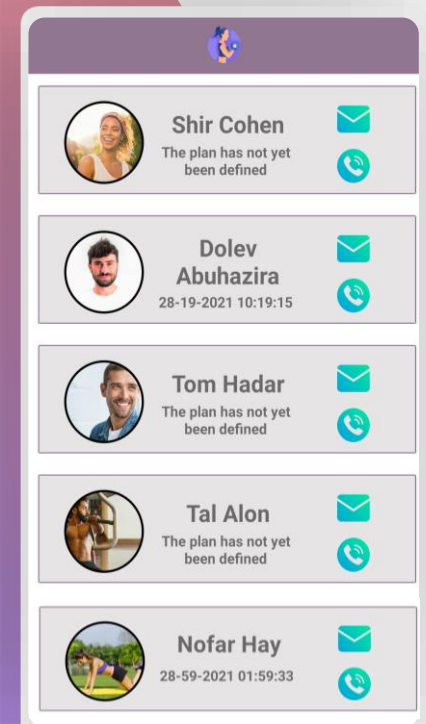 Shir Cohen
The plan has not yet
been defined
Dolev
Abuhazira
28-19-2021 10:19:15
Tom Hadar
The plan has not yet
been defined
Tal Alon
The plan has not yet
been defined
Nofar Hay
28-59-2021 01:59:33